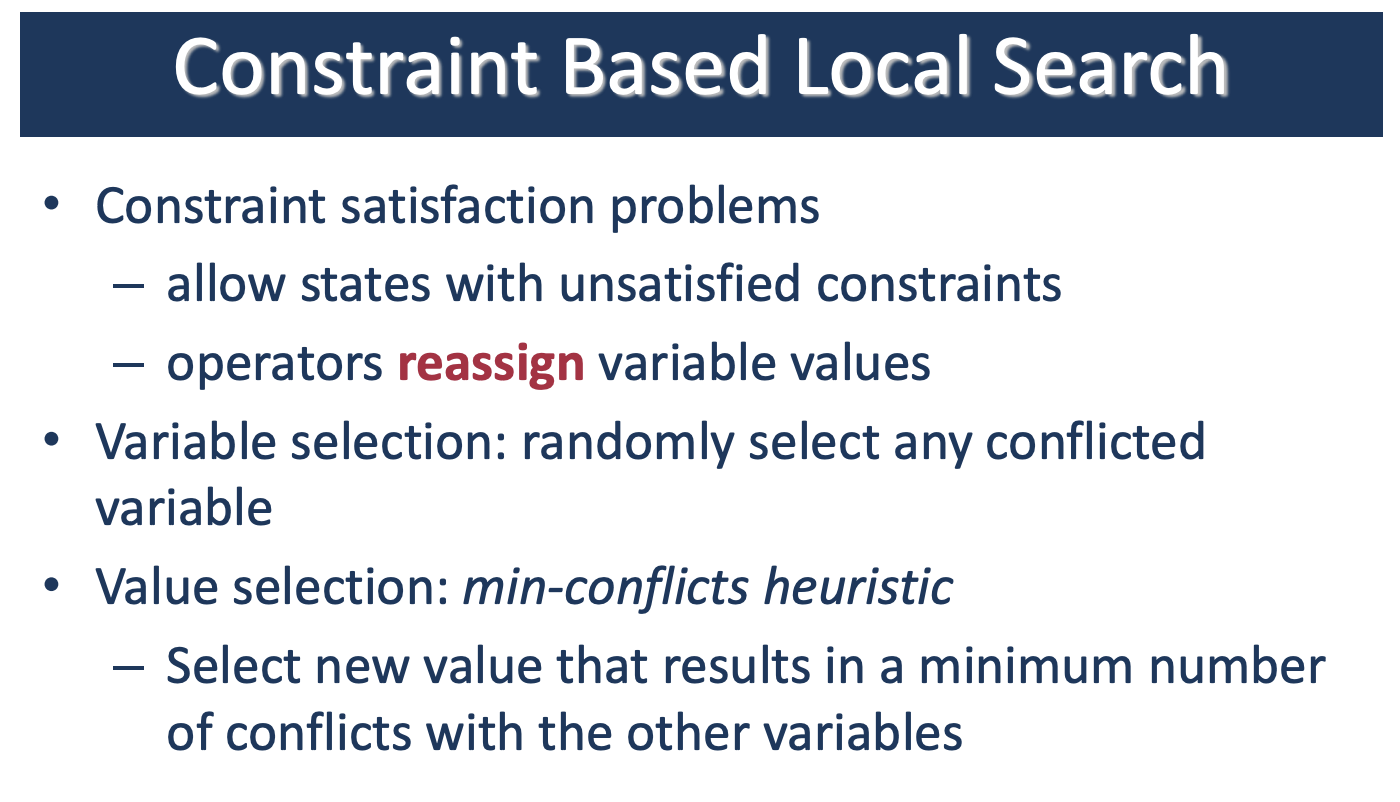 Constraint Based Local Search
• Constraint satisfaction problems
– allow states with unsatisfied constraints
– operators reassign variable values
• Variable selection: randomly select any conflicted
variable
• Value selection: min-conflicts heuristic
– Select new value that results in a minimum number
of conflicts with the other variables